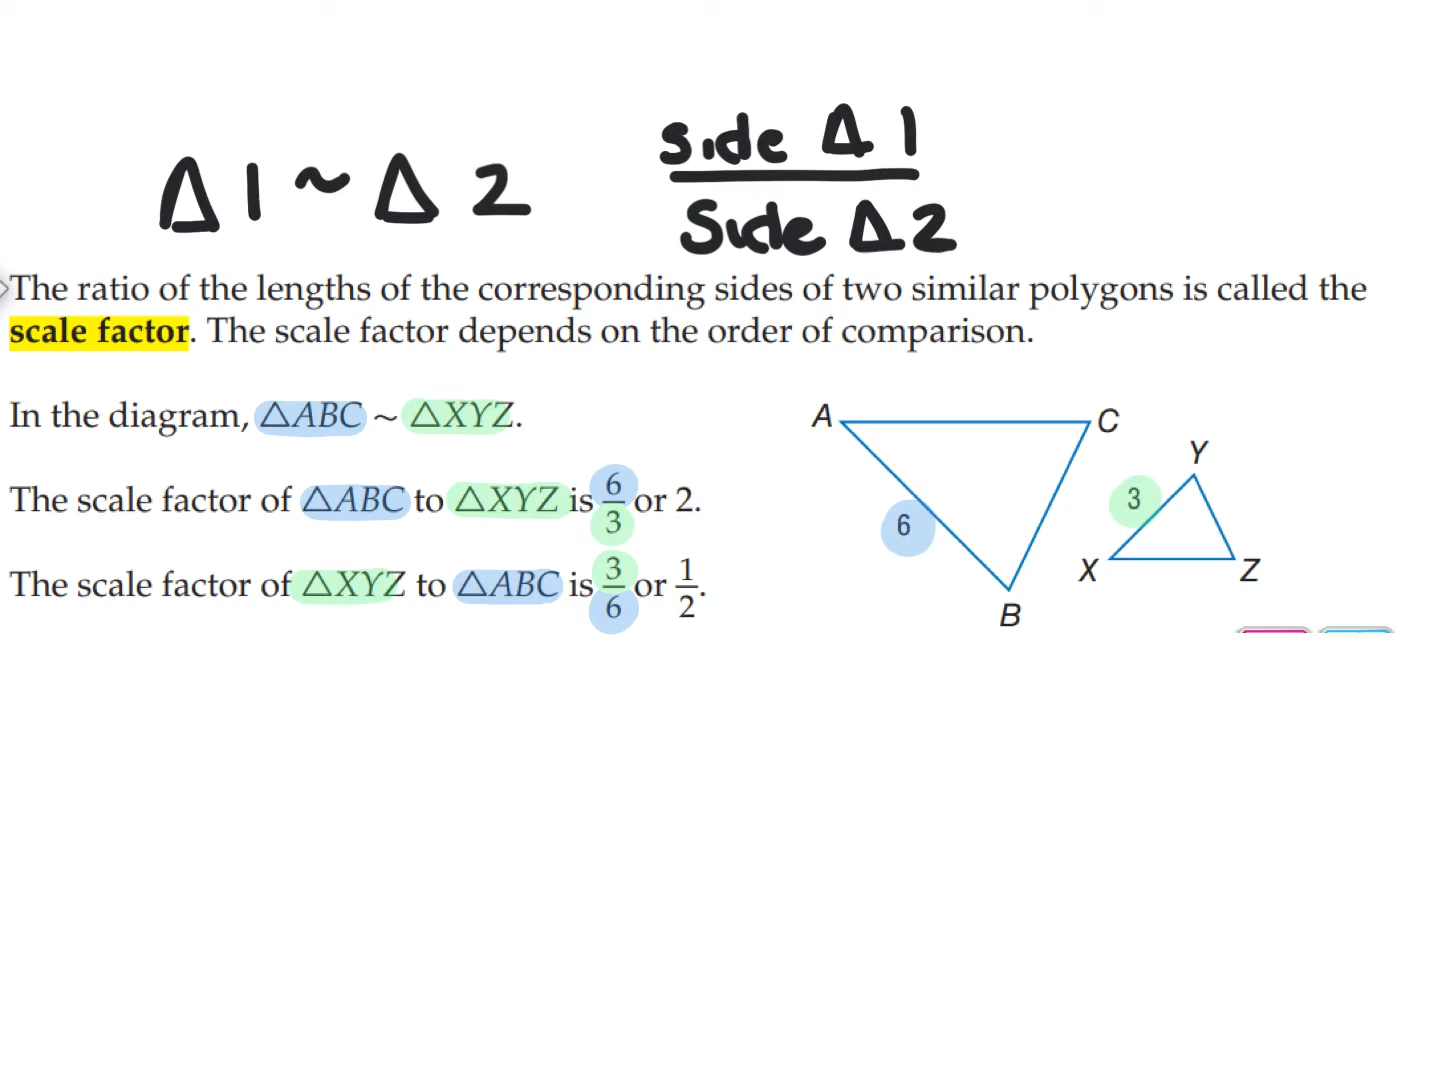 Δ1 ~ Δ2
side Δ1
Side Δ2
The ratio of the lengths of the corresponding sides of two similar polygons is called the
scale factor. The scale factor depends on the order of comparison.
In the diagram, △ABC ~ △XYZ.
The scale factor of △ABC to △XYZ is 6/3 or 2.
The scale factor of △XYZ to △ABC is 3/6 or 1/2.
A
C
Y
3
6
X
Z
B